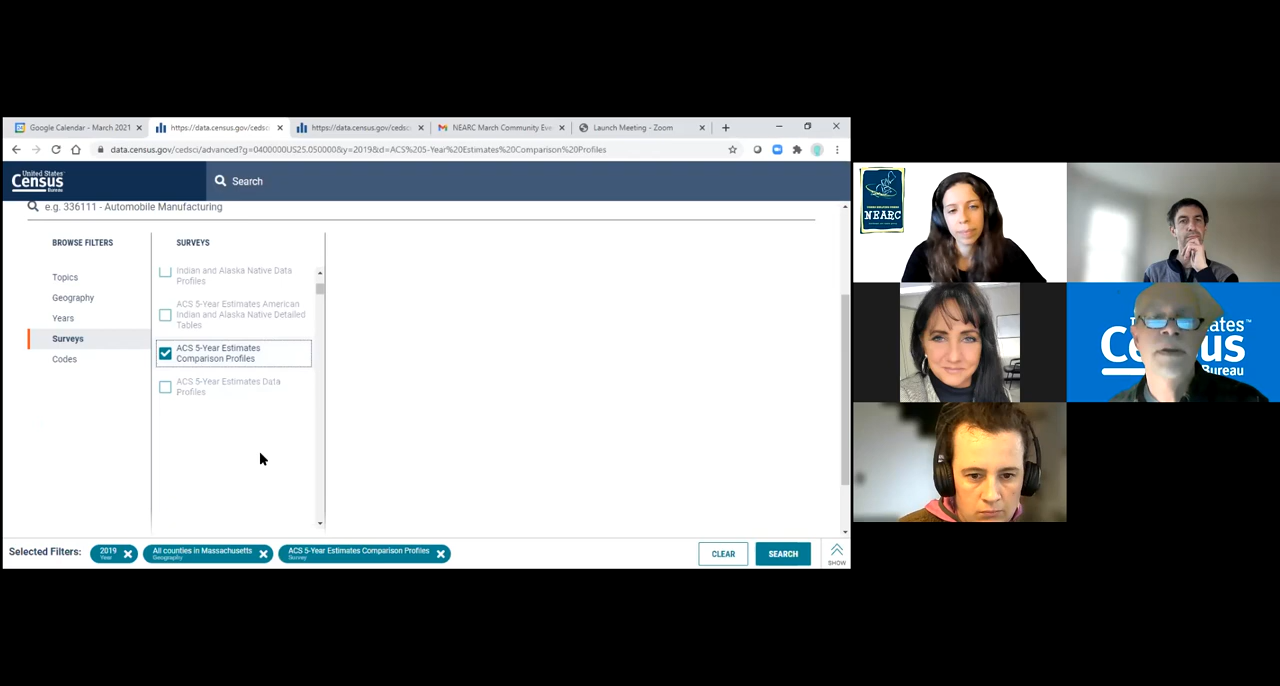 Google Calendar - March 2021
https://data.census.gov/cedsc
https://data.census.gov/cedsc
NEARC March Community Eve
Launch Meeting - Zoom
data.census.gov/cedsci/advanced?g=0400000US25.050000&y=2019&d=ACS%205-Year%20Estimates%20Comparison%20Profiles
United States
Census
Bureau
Search
e.g. 336111 - Automobile Manufacturing
BROWSE FILTERS
Topics
Geography
Years
Surveys
Codes
SURVEYS
Indian and Alaska Native Data
Profiles
ACS 5-Year Estimates American
Indian and Alaska Native Detailed
Tables
ACS 5-Year Estimates
Comparison Profiles
ACS 5-Year Estimates Data
Profiles
Selected Filters:
2019
Year
All counties in Massachusetts
Geography
ACS 5-Year Estimates Comparison Profiles
Survey
CLEAR
SEARCH
SHOW
NEARC
States™
Bureau